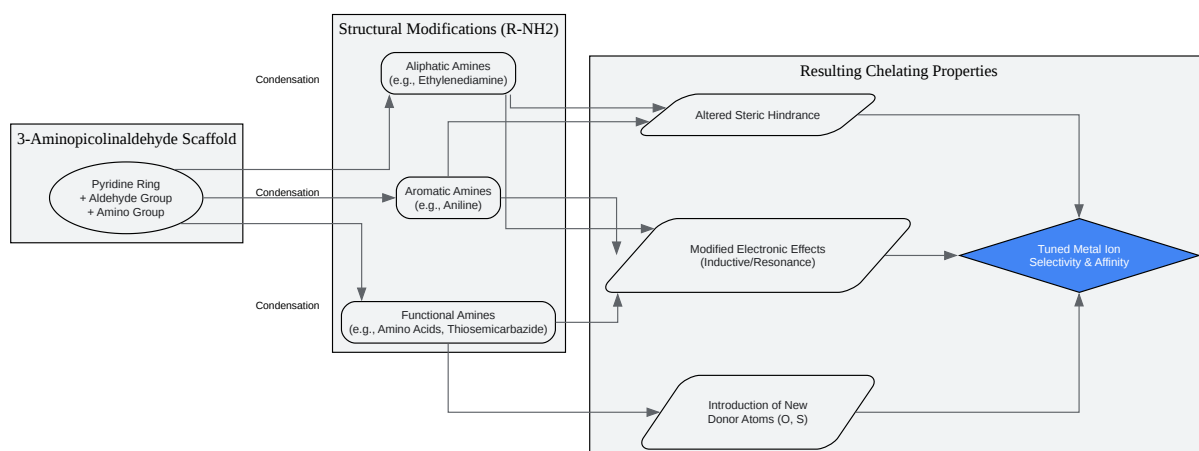 3-Aminopicolinaldehyde Scaffold
Pyridine Ring
+ Aldehyde Group
+ Amino Group
Condensation
Condensation
Condensation
Structural Modifications (R-NH2)
Aliphatic Amines
(e.g., Ethylenediamine)
Aromatic Amines
(e.g., Aniline)
Functional Amines
(e.g., Amino Acids, Thiosemicarbazide)
Resulting Chelating Properties
Altered Steric Hindrance
Modified Electronic Effects
(Inductive/Resonance)
Introduction of New
Donor Atoms (O, S)
Tuned Metal Ion
Selectivity & Affinity